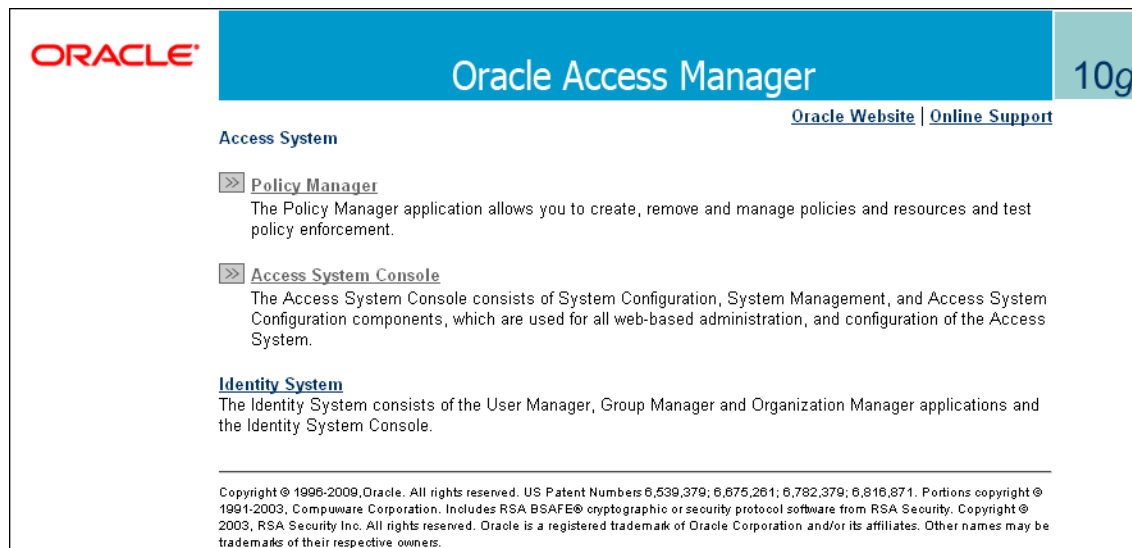 ORACLE®
Oracle Access Manager
10g
Oracle Website | Online Support
Access System
>> Policy Manager
The Policy Manager application allows you to create, remove and manage policies and resources and test
policy enforcement.
>> Access System Console
The Access System Console consists of System Configuration, System Management, and Access System
Configuration components, which are used for all web-based administration, and configuration of the Access
System.
Identity System
The Identity System consists of the User Manager, Group Manager and Organization Manager applications and
the Identity System Console.
Copyright © 1996-2009,Oracle. All rights reserved. US Patent Numbers 6,539,379; 6,675,261; 6,782,379; 6,816,871. Portions copyright ©
1991-2003, Compuware Corporation. Includes RSA BSAFE® cryptographic or security protocol software from RSA Security. Copyright ©
2003, RSA Security Inc. All rights reserved. Oracle is a registered trademark of Oracle Corporation and/or its affiliates. Other names may be
trademarks of their respective owners.